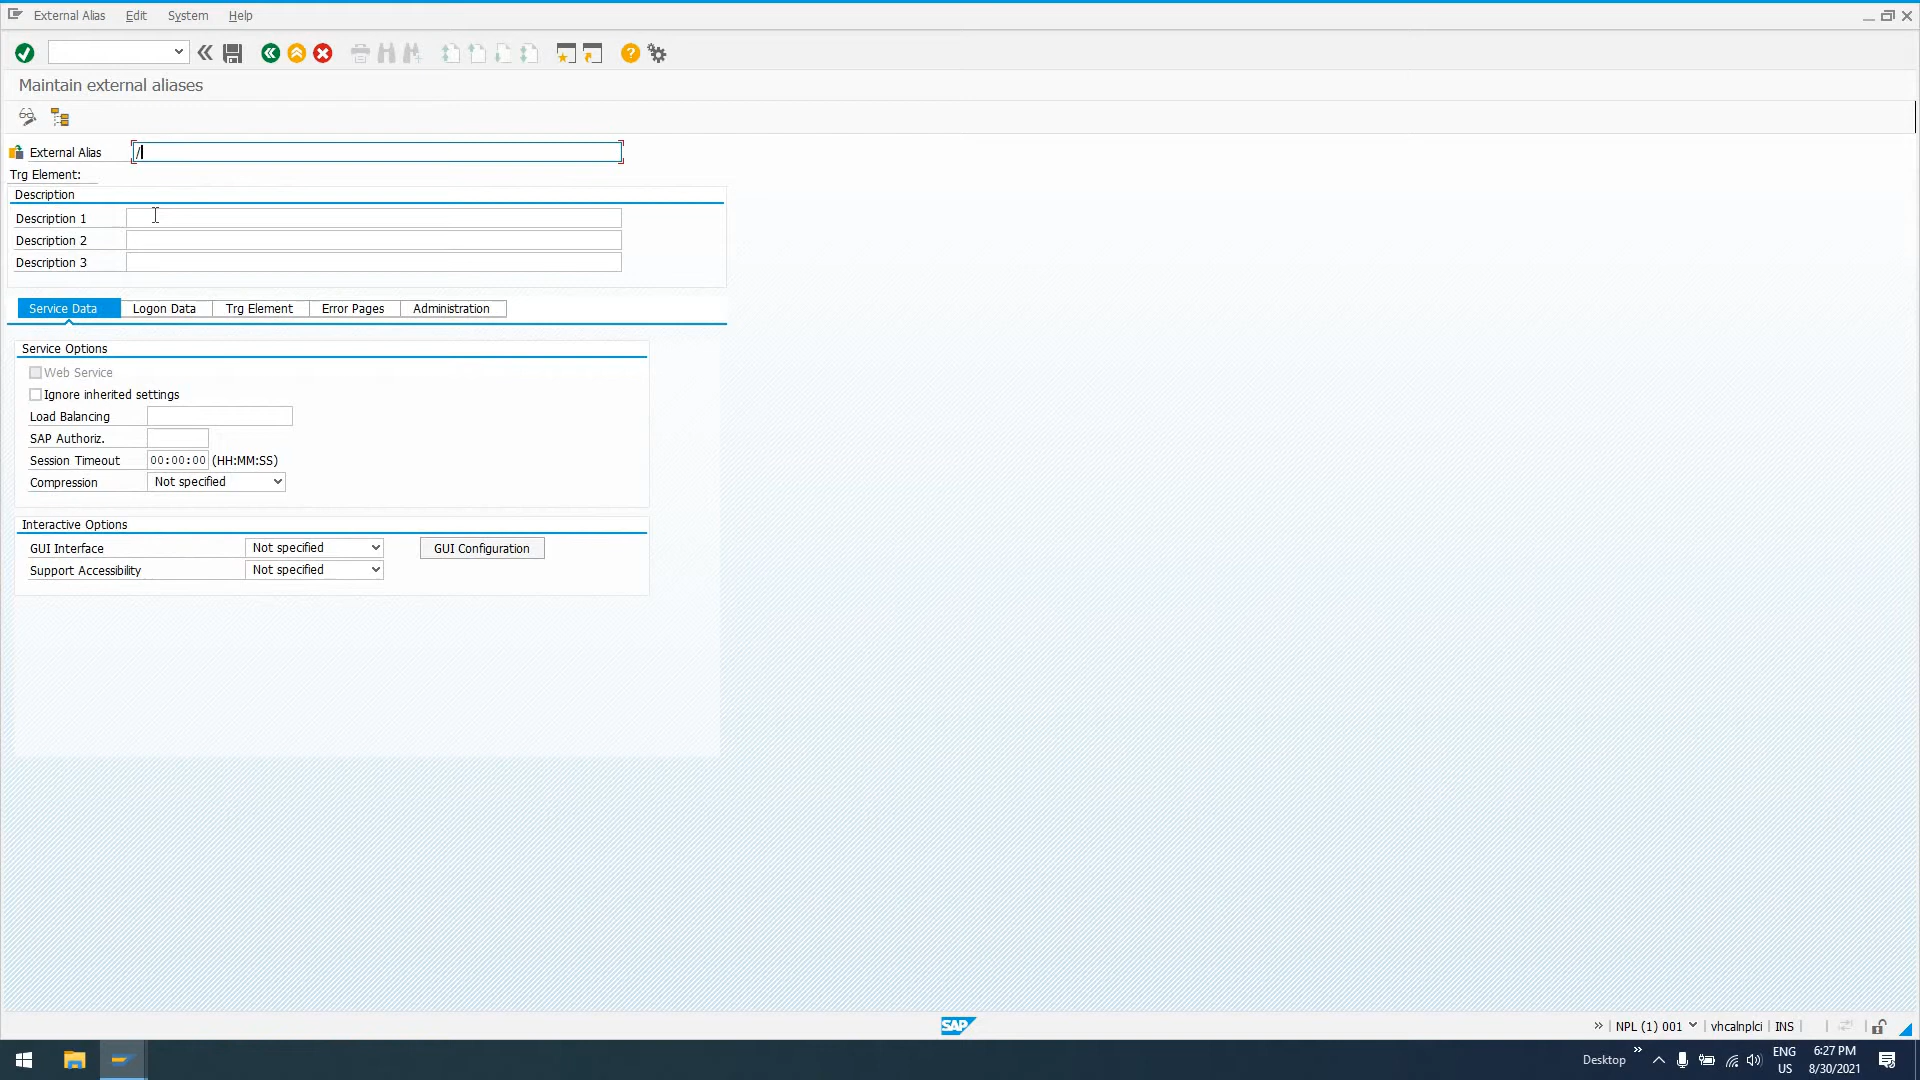 External Alias Edit System Help
Maintain external aliases
External Alias /
Trg Element:
Description
Description 1
Description 2
Description 3
Service Data Logon Data Trg Element Error Pages Administration
Service Options
Web Service
Ignore inherited settings
Load Balancing
SAP Authoriz.
Session Timeout 00:00:00 (HH:MM:SS)
Compression Not specified
Interactive Options
GUI Interface Not specified GUI Configuration
Support Accessibility Not specified
SAP NPL (1) 001 vhcalnplci INS
Desktop ENG 6:27 PM
US 8/30/2021